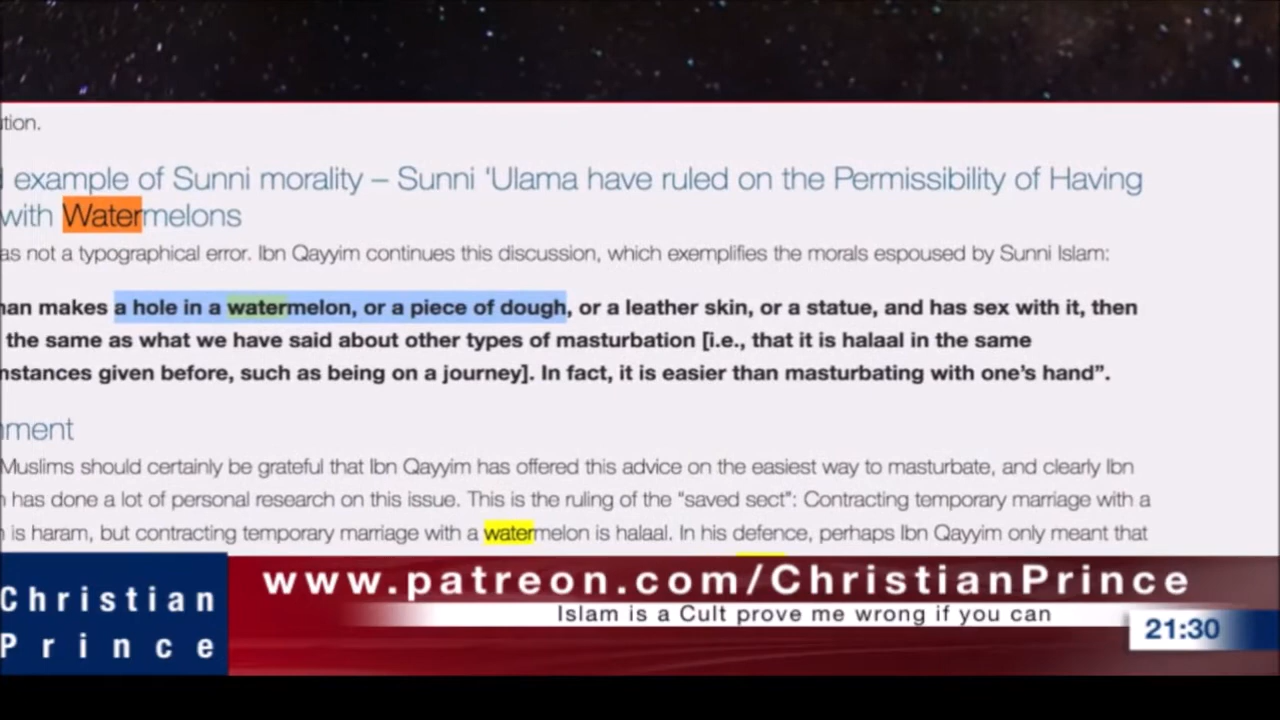 tion.
example of Sunni morality – Sunni 'Ulama have ruled on the Permissibility of Having
with Watermelons
as not a typographical error. Ibn Qayyim continues this discussion, which exemplifies the morals espoused by Sunni Islam:
an makes a hole in a watermelon, or a piece of dough, or a leather skin, or a statue, and has sex with it, then
the same as what we have said about other types of masturbation [i.e., that it is halaal in the same
nstances given before, such as being on a journey]. In fact, it is easier than masturbating with one's hand”.
ment
Muslims should certainly be grateful that Ibn Qayyim has offered this advice on the easiest way to masturbate, and clearly Ibn
has done a lot of personal research on this issue. This is the ruling of the “saved sect”: Contracting temporary marriage with a
is haram, but contracting temporary marriage with a watermelon is halaal. In his defence, perhaps Ibn Qayyim only meant that
www.patreon.com/ChristianPrince
Islam is a Cult prove me wrong if you can
Christian
Prince
21:30